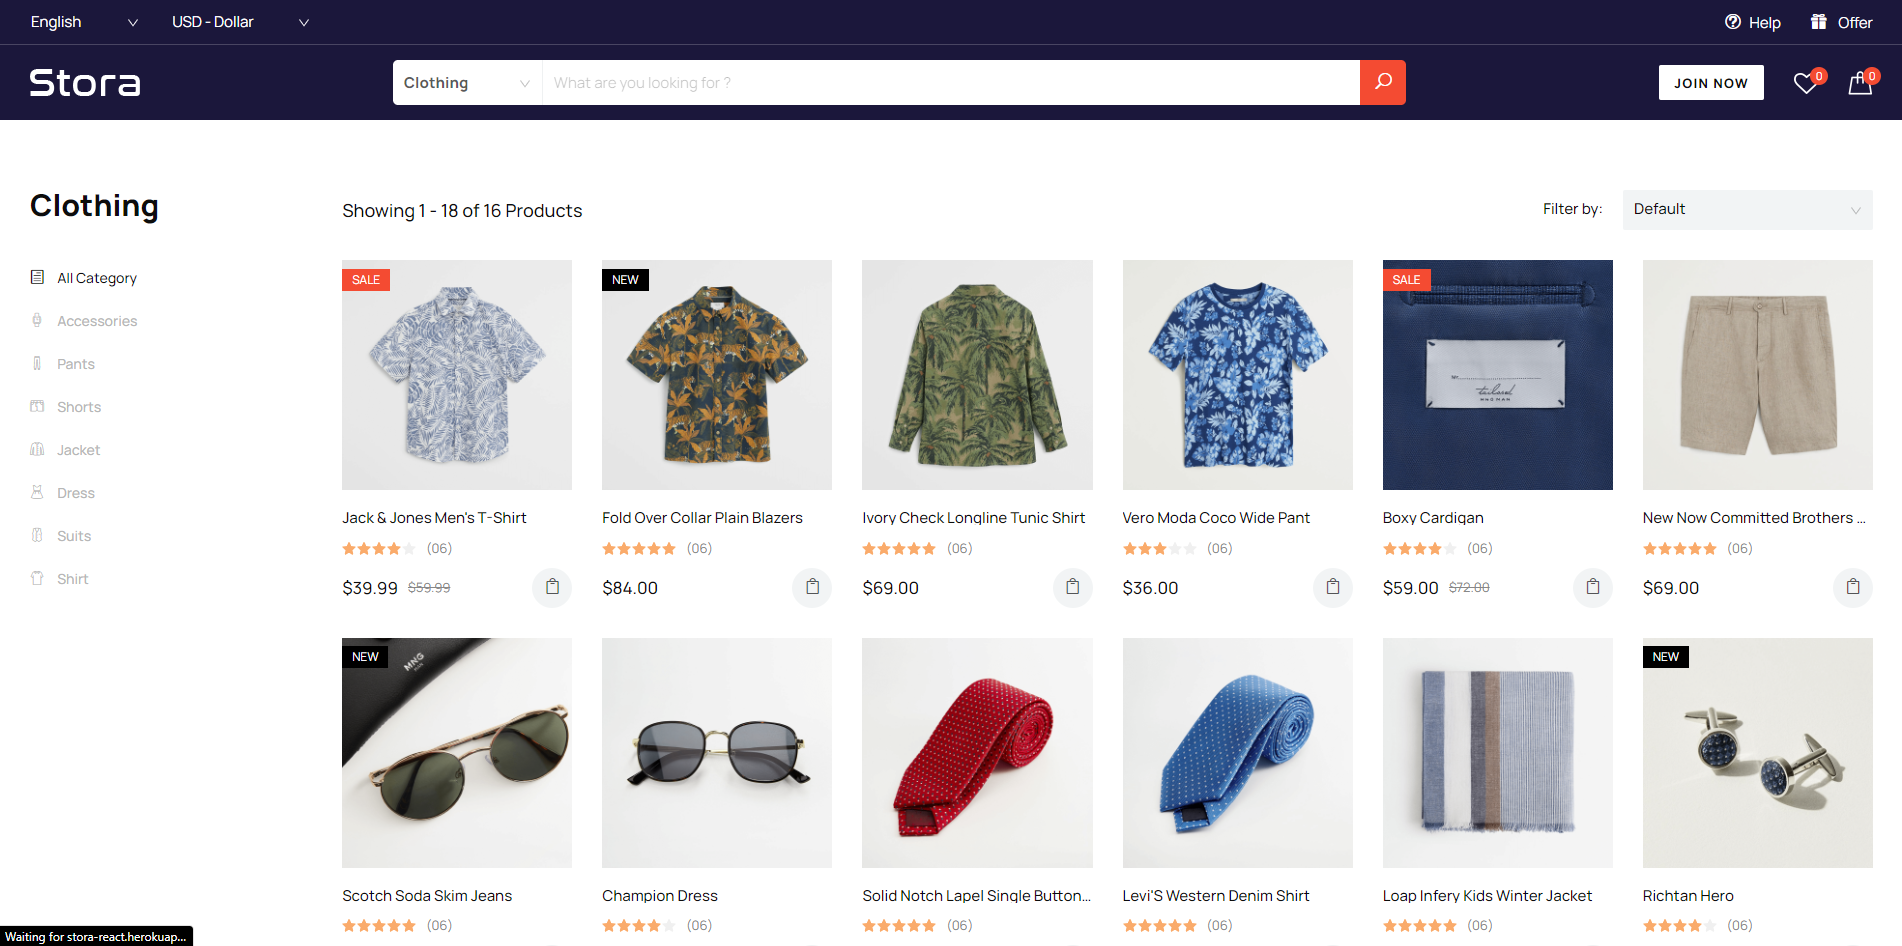 English
USD - Dollar
Help
Offer
Stora
Clothing
What are you looking for ?
JOIN NOW
0
0
Clothing
Showing 1 - 18 of 16 Products
Filter by:
Default
All Category
Accessories
Pants
Shorts
Jacket
Dress
Suits
Shirt
SALE
NEW
SALE
tailored
MNG MAN
Jack & Jones Men's T-Shirt
Fold Over Collar Plain Blazers
Ivory Check Longline Tunic Shirt
Vero Moda Coco Wide Pant
Boxy Cardigan
New Now Committed Brothers ...
(06)
(06)
(06)
(06)
(06)
(06)
$39.99 $59.99
$84.00
$69.00
$36.00
$59.00 $72.00
$69.00
NEW
MNG
NEW
Scotch Soda Skim Jeans
Champion Dress
Solid Notch Lapel Single Button...
Levi'S Western Denim Shirt
Loap Infery Kids Winter Jacket
Richtan Hero
(06)
(06)
(06)
(06)
(06)
(06)
Waiting for stora-react.herokuap...